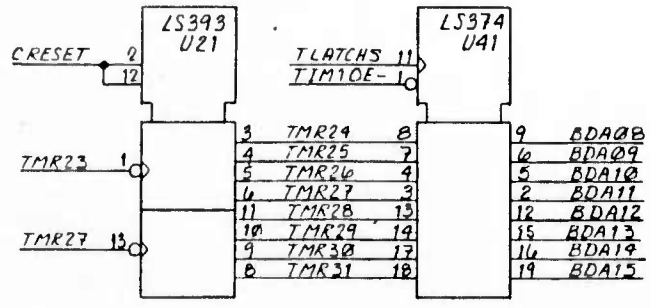 LS393 LS374
U21 U41
CRESET 2 TLATCHS 11
12 TIM1OE- 1
3 TMR24 8 9 BDA08
TMR23 1 4 TMR25 7 6 BDA09
5 TMR26 4 5 BDA10
6 TMR27 3 2 BDA11
11 TMR28 13 12 BDA12
TMR27 13 10 TMR29 14 15 BDA13
9 TMR30 17 16 BDA14
8 TMR31 18 19 BDA15